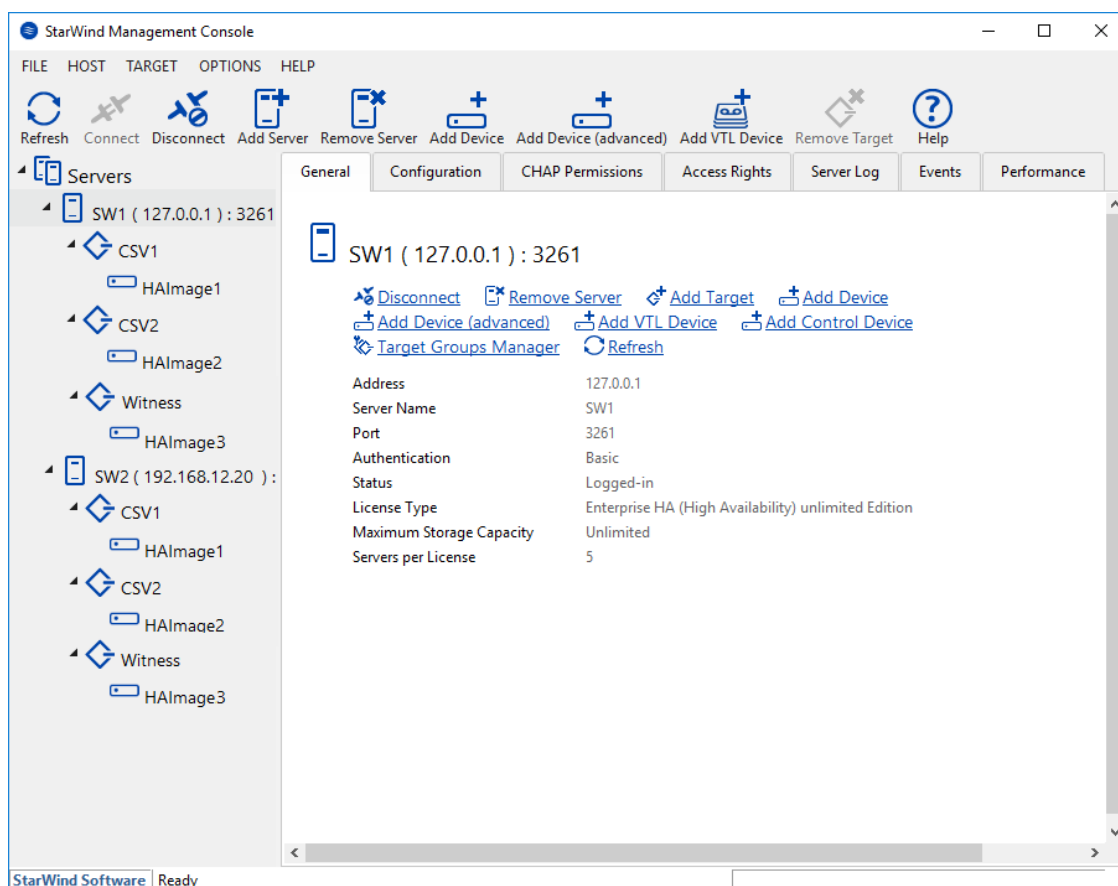 StarWind Management Console
FILE HOST TARGET OPTIONS HELP
Refresh Connect Disconnect Add Server Remove Server Add Device Add Device (advanced) Add VTL Device Remove Target Help
Servers
SW1 ( 127.0.0.1 ) : 3261
CSV1
HAImage1
CSV2
HAImage2
Witness
HAImage3
SW2 ( 192.168.12.20 ) :
CSV1
HAImage1
CSV2
HAImage2
Witness
HAImage3
General Configuration CHAP Permissions Access Rights Server Log Events Performance
SW1 ( 127.0.0.1 ) : 3261
Disconnect Remove Server Add Target Add Device
Add Device (advanced) Add VTL Device Add Control Device
Target Groups Manager Refresh
Address 127.0.0.1
Server Name SW1
Port 3261
Authentication Basic
Status Logged-in
License Type Enterprise HA (High Availability) unlimited Edition
Maximum Storage Capacity Unlimited
Servers per License 5
StarWind Software Ready